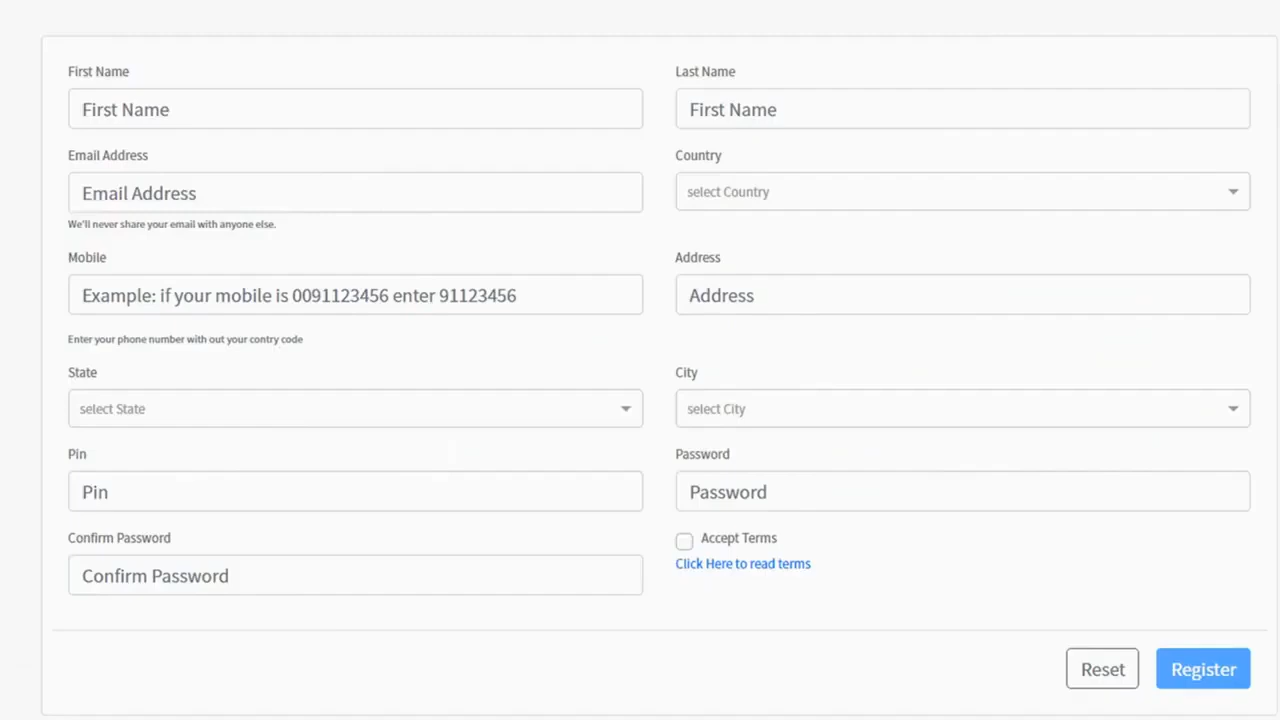 First Name
Last Name
First Name
First Name
Email Address
Country
Email Address
select Country
We'll never share your email with anyone else.
Mobile
Address
Example: if your mobile is 0091123456 enter 91123456
Address
Enter your phone number with out your contry code
State
City
select State
select City
Pin
Password
Pin
Password
Confirm Password
Accept Terms
Click Here to read terms
Confirm Password
Reset
Register